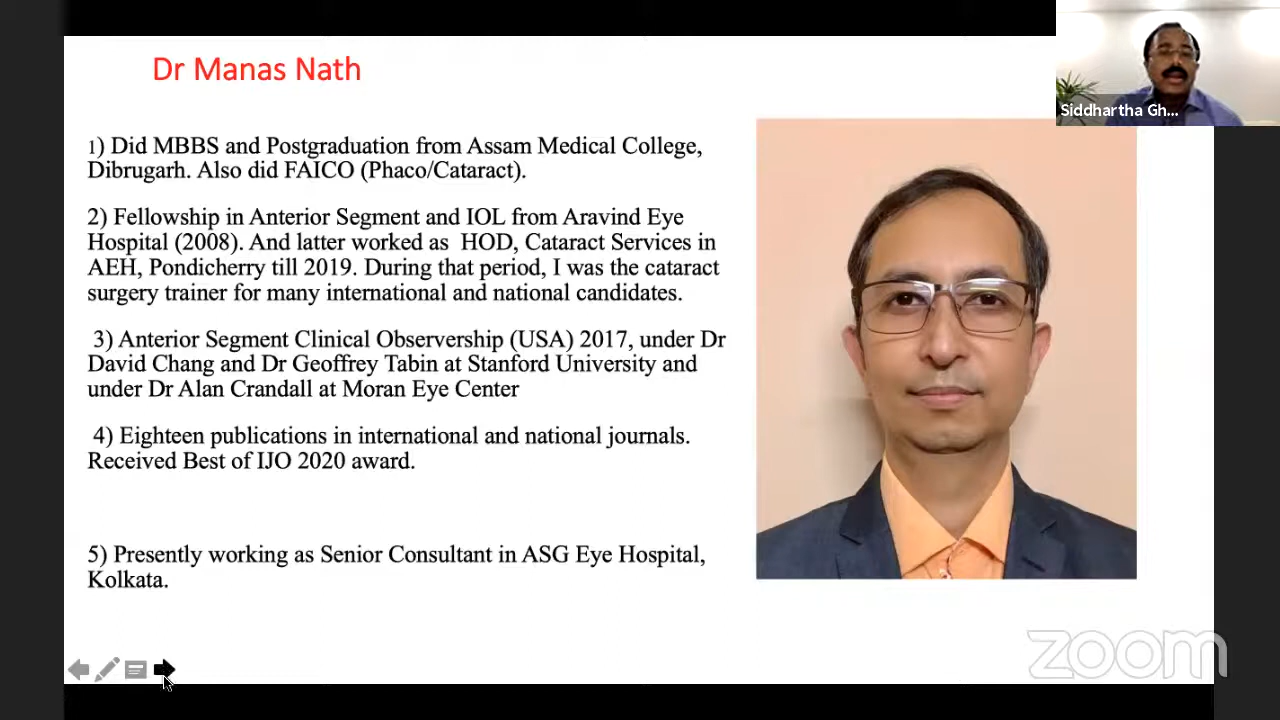 Dr Manas Nath
Siddhartha Gh...
1) Did MBBS and Postgraduation from Assam Medical College,
Dibrugarh. Also did FAICO (Phaco/Cataract).
2) Fellowship in Anterior Segment and IOL from Aravind Eye
Hospital (2008). And latter worked as HOD, Cataract Services in
AEH, Pondicherry till 2019. During that period, I was the cataract
surgery trainer for many international and national candidates.
3) Anterior Segment Clinical Observership (USA) 2017, under Dr
David Chang and Dr Geoffrey Tabin at Stanford University and
under Dr Alan Crandall at Moran Eye Center
4) Eighteen publications in international and national journals.
Received Best of IJO 2020 award.
5) Presently working as Senior Consultant in ASG Eye Hospital,
Kolkata.
zoom